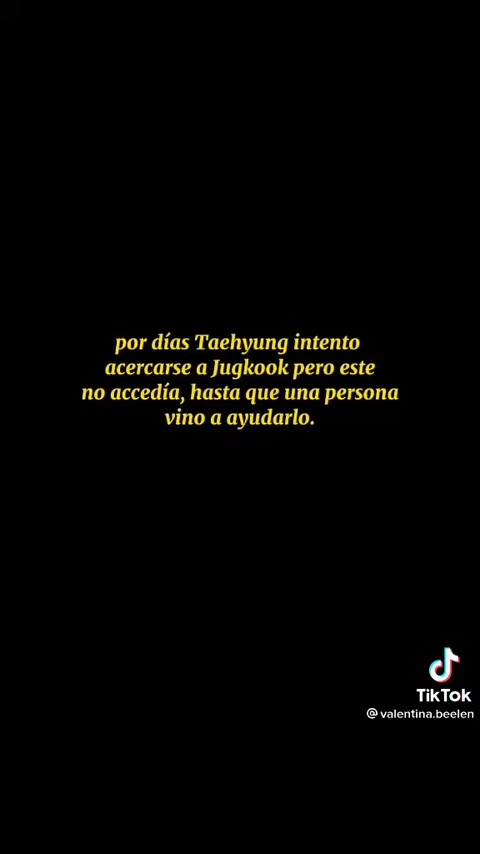 por días Taehyung intento
acercarse a Jugkook pero este
no accedía, hasta que una persona
vino a ayudarlo.
TikTok
@valentina.beelen